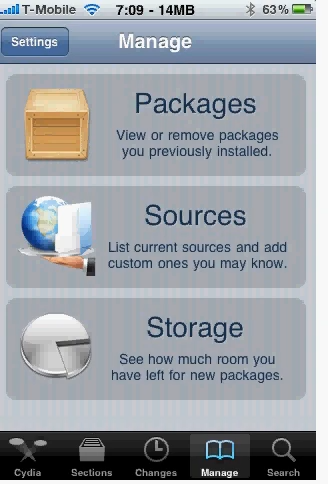 T-Mobile 7:09 - 14MB 63%
Settings Manage
Packages
View or remove packages
you previously installed.
Sources
List current sources and add
custom ones you may know.
Storage
See how much room you
have left for new packages.
Cydia Sections Changes Manage Search